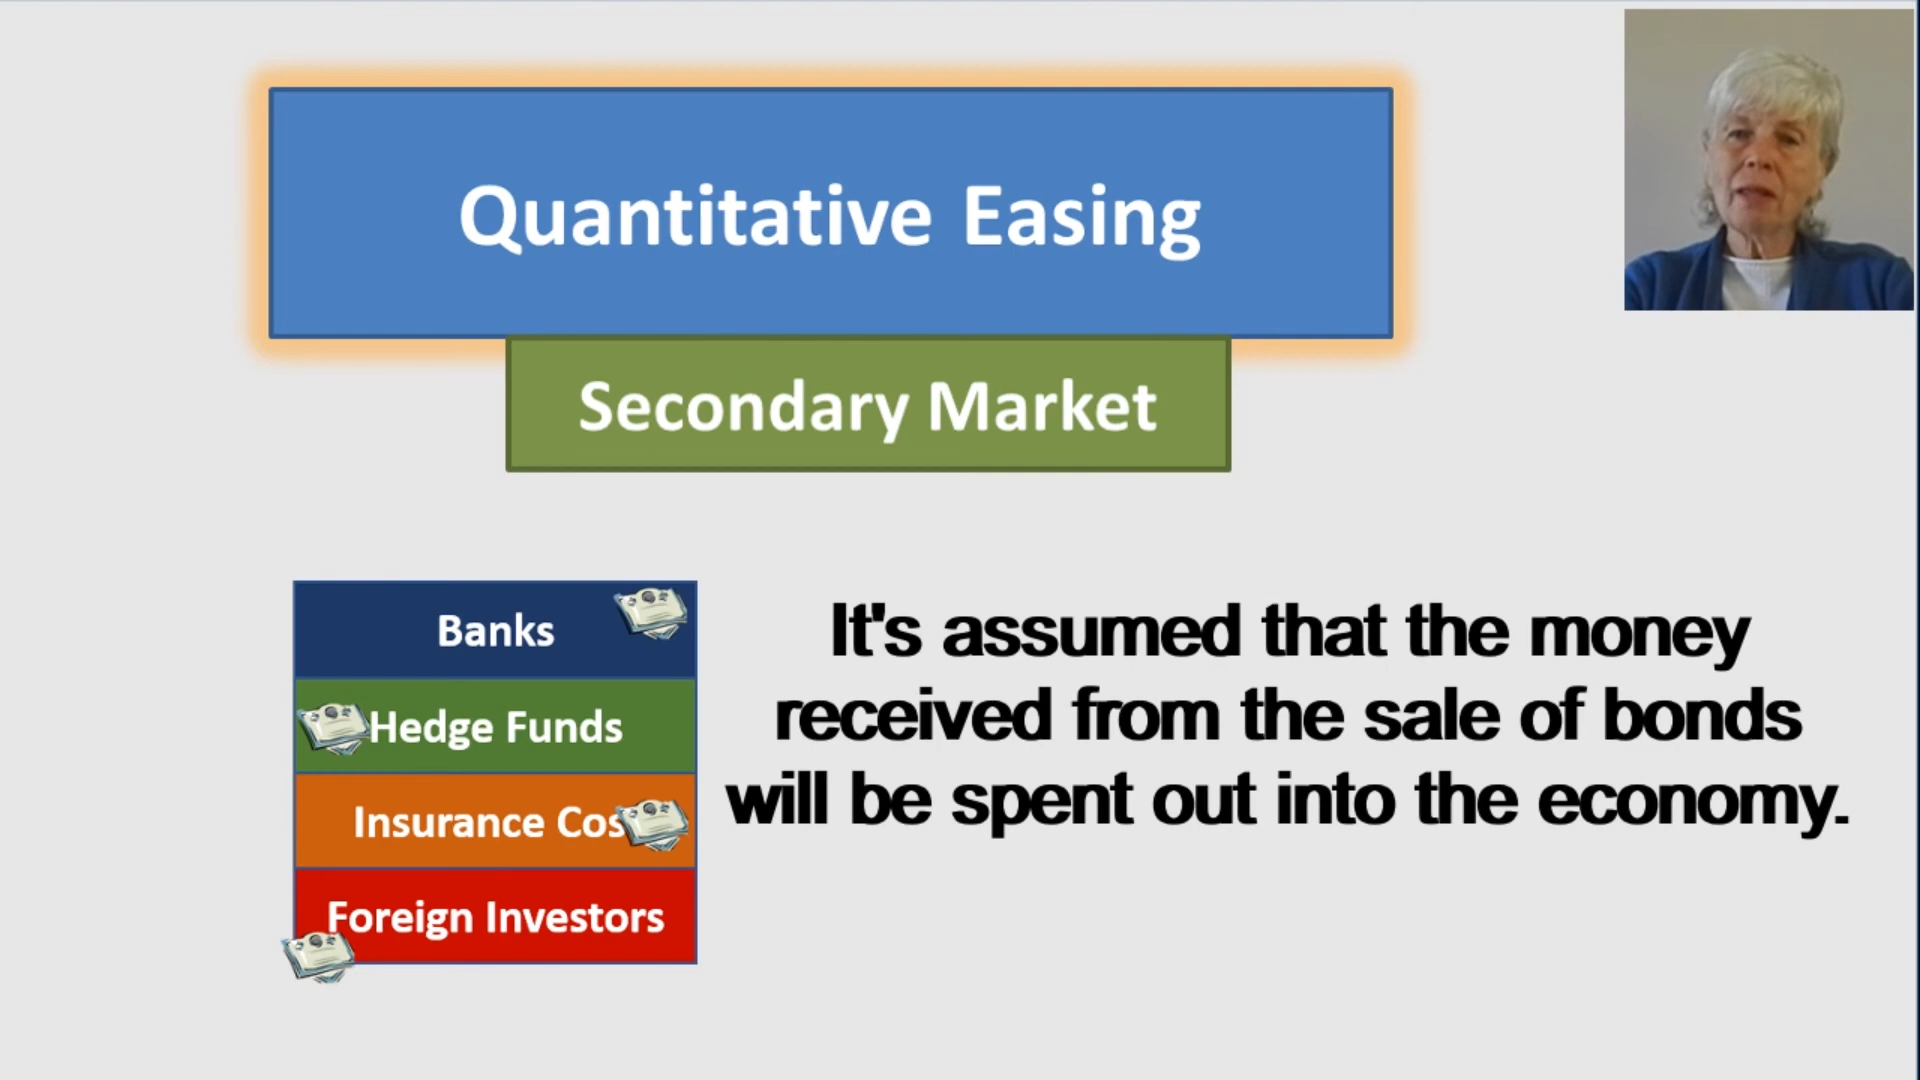 Quantitative Easing
Secondary Market
Banks
Hedge Funds
Insurance Cos
Foreign Investors
It's assumed that the money
received from the sale of bonds
will be spent out into the economy.